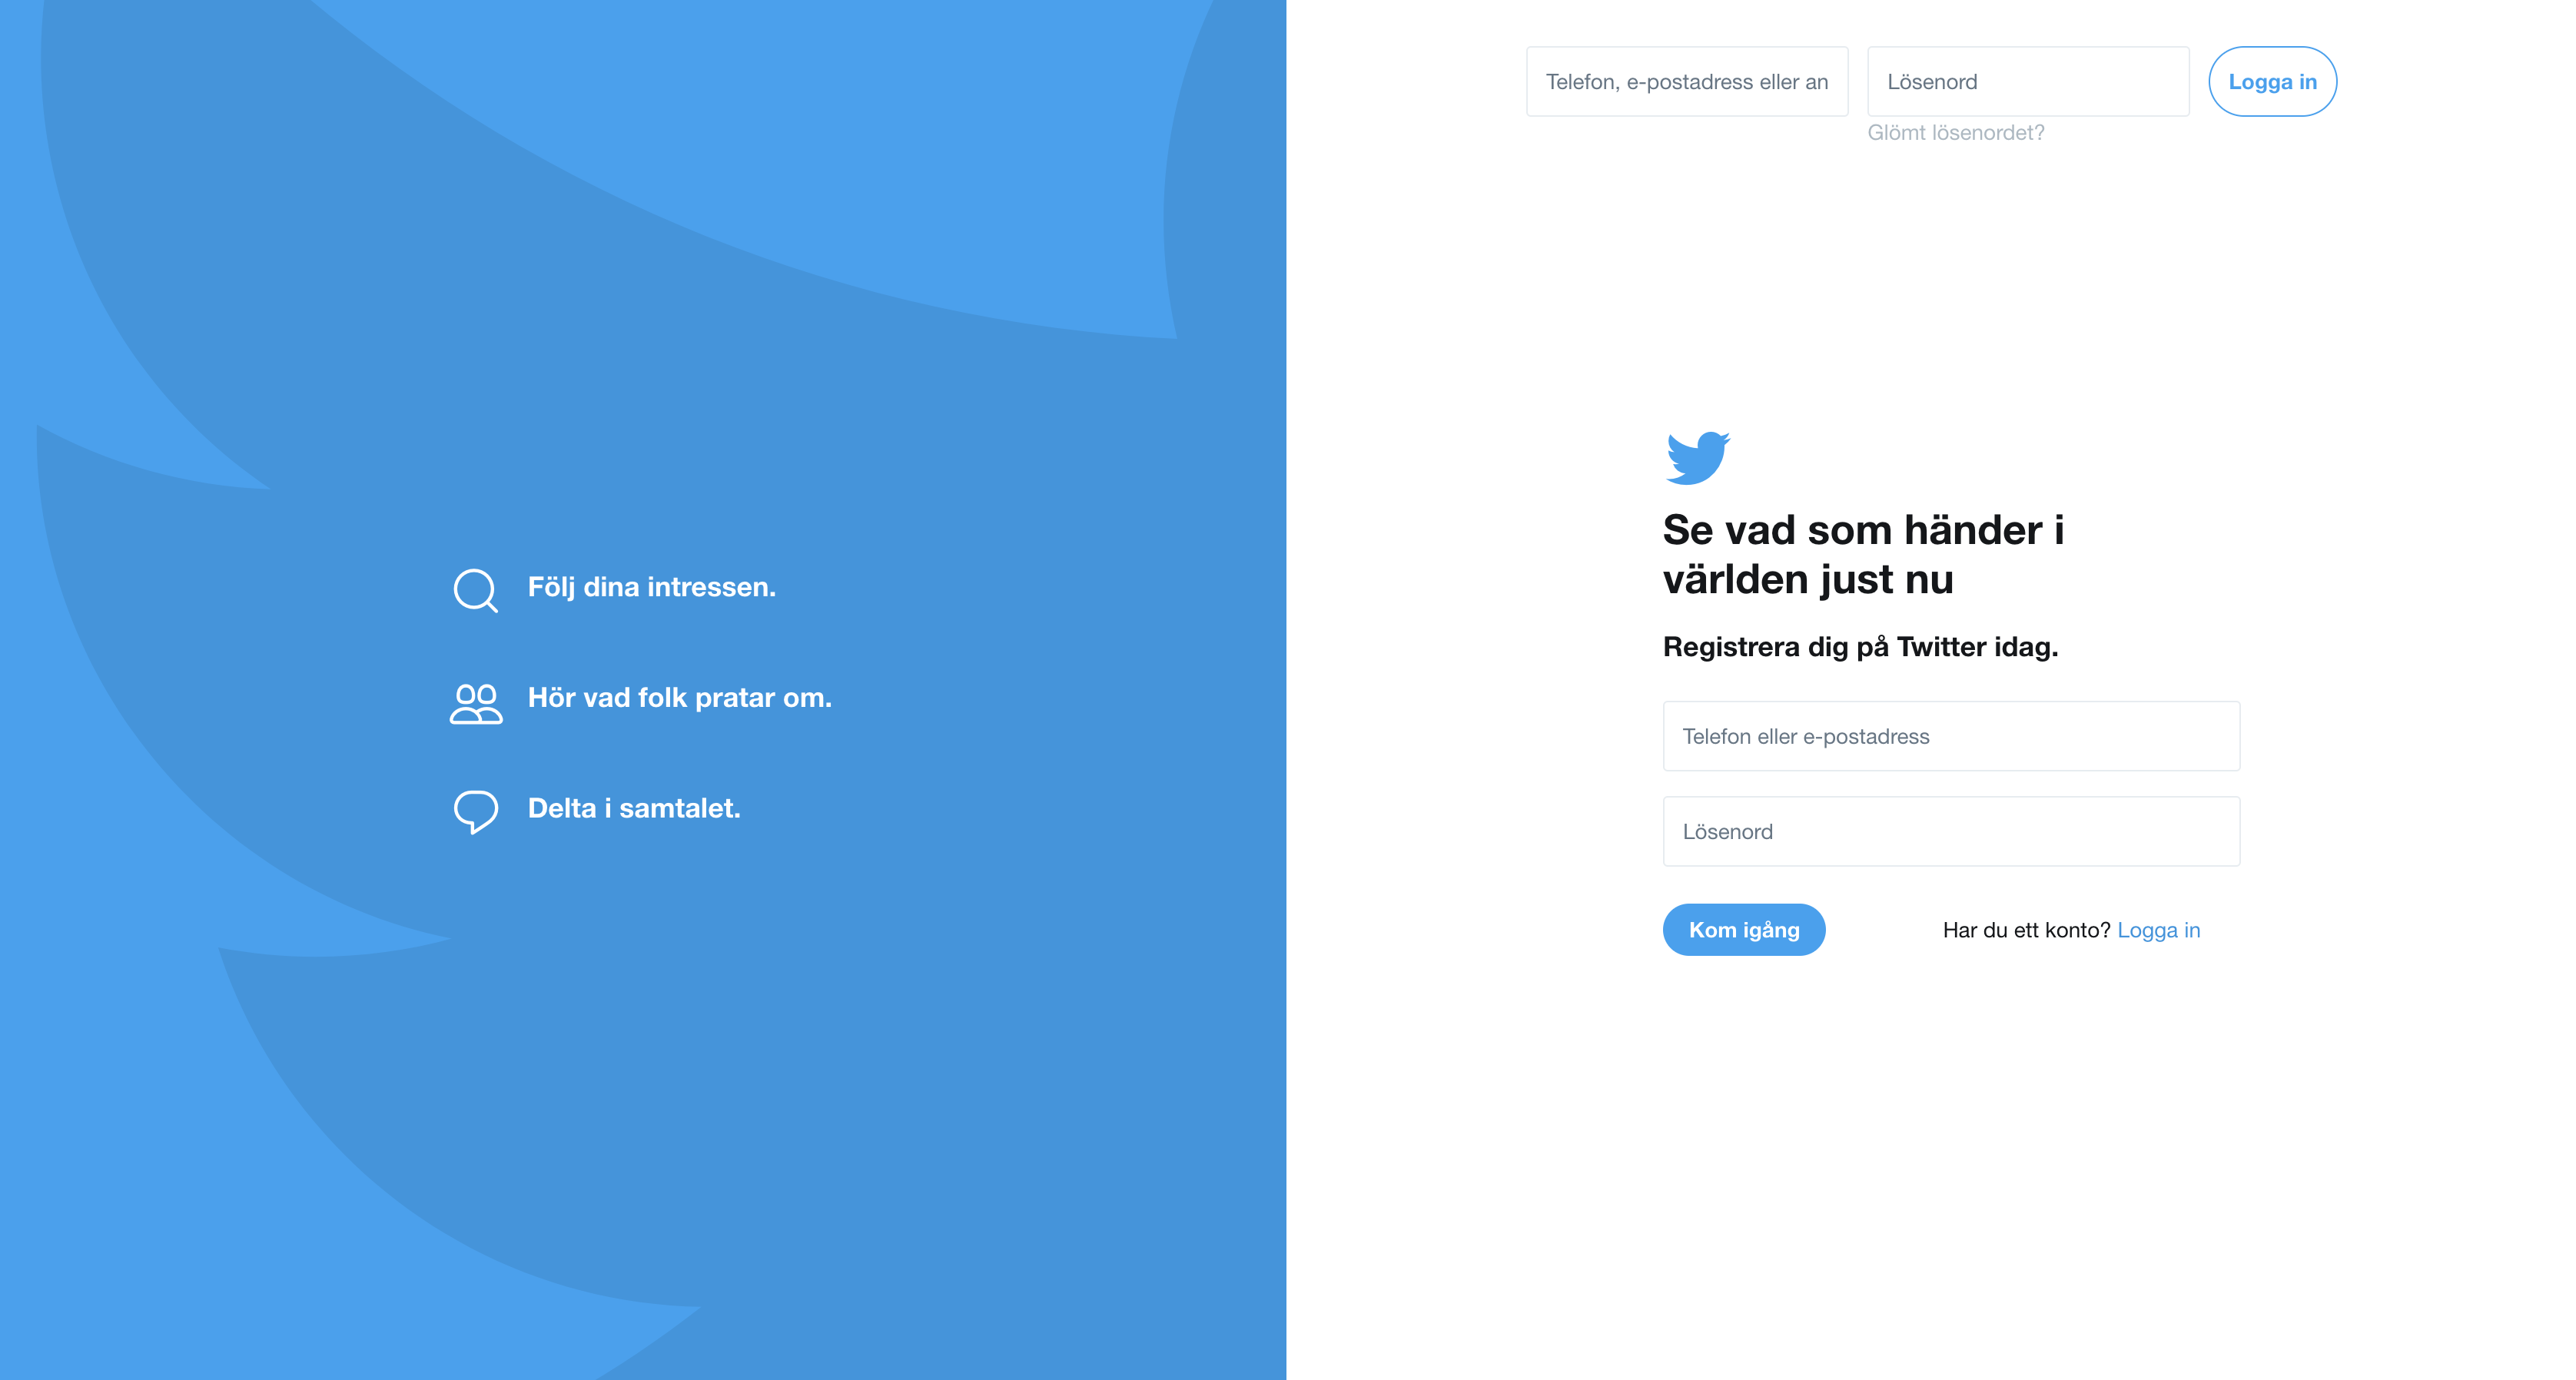 Telefon, e-postadress eller an
Lösenord
Logga in
Glömt lösenordet?
Följ dina intressen.
Hör vad folk pratar om.
Delta i samtalet.
Se vad som händer i
världen just nu
Registrera dig på Twitter idag.
Telefon eller e-postadress
Lösenord
Kom igång
Har du ett konto? Logga in